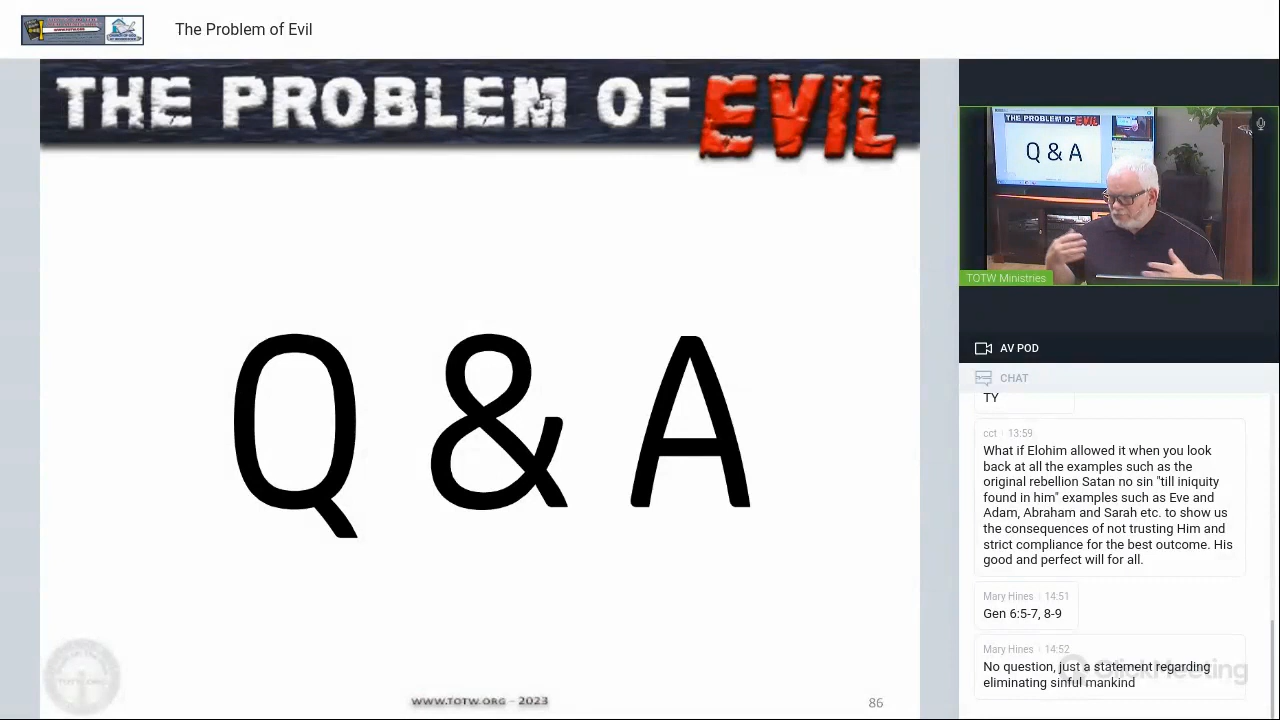 The Problem of Evil
THE PROBLEM OF EVIL
Q & A
WWW.TOTW.ORG - 2023
86
THE PROBLEM OF EVIL
Q & A
TOTW Ministries
AV POD
CHAT
TY
cct 13:59
What if Elohim allowed it when you look
back at all the examples such as the
original rebellion Satan no sin "till iniquity
found in him" examples such as Eve and
Adam, Abraham and Sarah etc. to show us
the consequences of not trusting Him and
strict compliance for the best outcome. His
good and perfect will for all.
Mary Hines 14:51
Gen 6:5-7, 8-9
Mary Hines 14:52
No question, just a statement regarding
eliminating sinful mankind
ClickMeeting